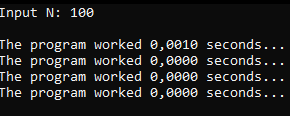 Input N: 100
The program worked 0,0010 seconds...
The program worked 0,0000 seconds...
The program worked 0,0000 seconds...
The program worked 0,0000 seconds...